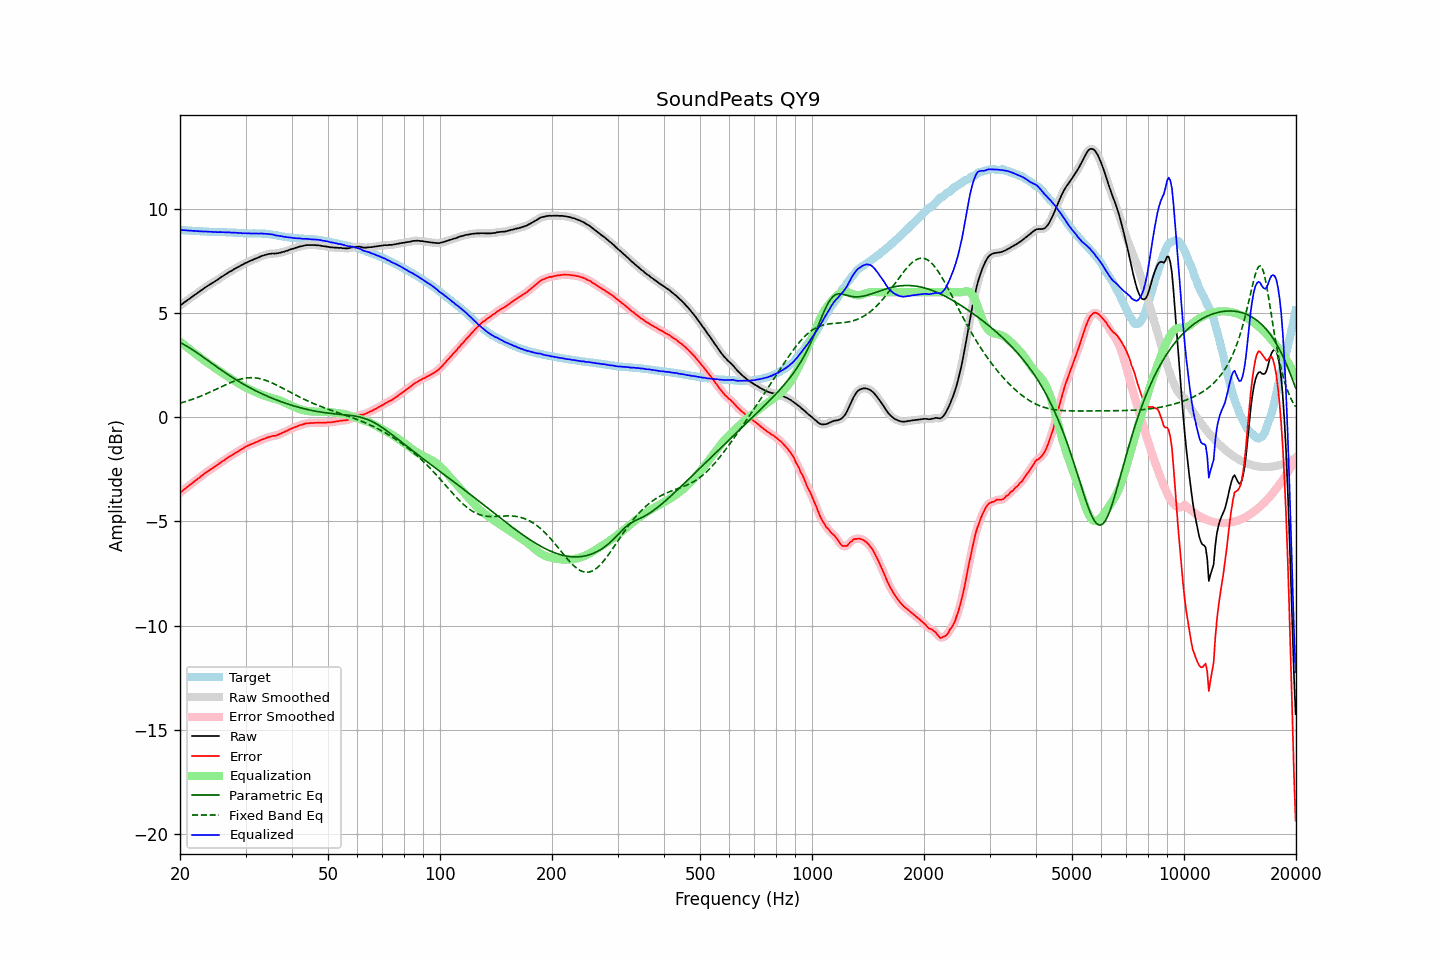 SoundPeats QY9
Amplitude (dBr)
10
5
0
−5
−10
−15
−20
Target
Raw Smoothed
Error Smoothed
Raw
Error
Equalization
Parametric Eq
Fixed Band Eq
Equalized
20 50 100 200 500 1000 2000 5000 10000 20000
Frequency (Hz)